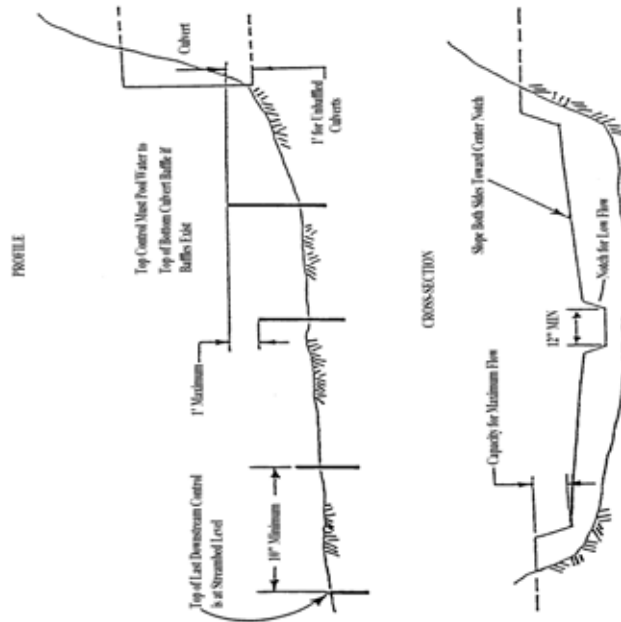 PROFILE
Culvert
Top Control Must Pool Water to
Top of Bottom Culvert Baffle if
Baffles Exist
1' for Unbaffled
Culverts
1' Maximum
Top of Last Downstream Control
is at Streambed Level
10" Minimum
CROSS-SECTION
Slope Both Sides Toward Center Notch
Capacity for Maximum Flow
12" MIN
Notch for Low Flow